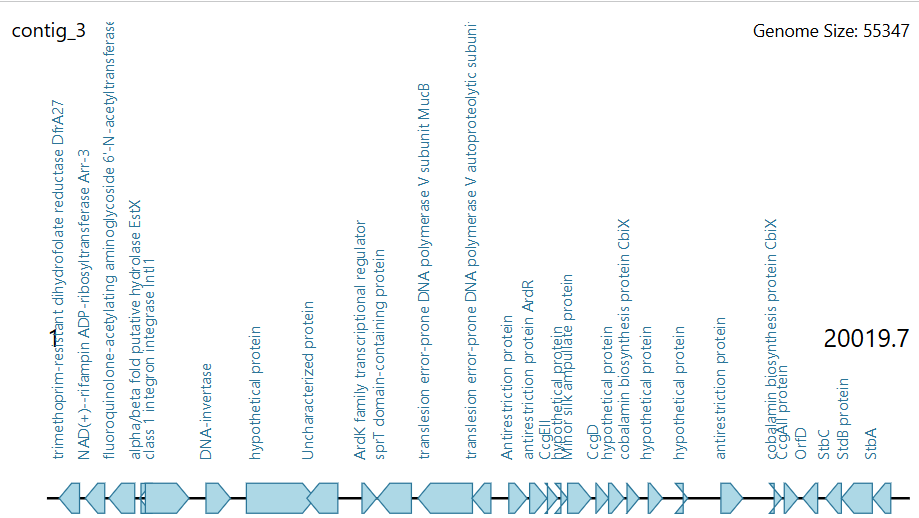 contig_3
Genome Size: 55347
1
20019.7
trimethoprim-resistant dihydrofolate reductase DfrA27
NAD(+)--rifampin ADP-ribosyltransferase Arr-3
fluoroquinolone-acetylating aminoglycoside 6'-N-acetyltransferase
alpha/beta fold putative hydrolase EstX
class 1 integron integrase IntI1
DNA-invertase
hypothetical protein
Uncharacterized protein
ArdK family transcriptional regulator
sprT domain-containing protein
translesion error-prone DNA polymerase V subunit MucB
translesion error-prone DNA polymerase V autoproteolytic subuni
Antirestriction protein
antirestriction protein ArdR
CcgEII
hypothetical protein
Minor silk ampullate protein
CcgD
hypothetical protein
cobalamin biosynthesis protein CbiX
hypothetical protein
hypothetical protein
antirestriction protein
cobalamin biosynthesis protein CbiX
CcgAII protein
OrfD
StbC
StdB protein
StbA